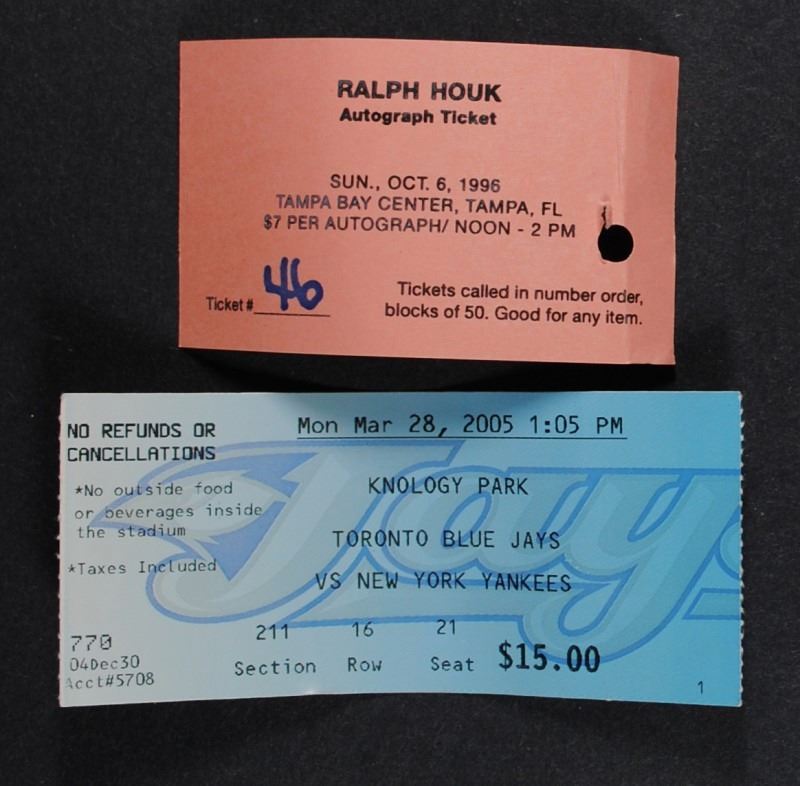 RALPH HOUK
Autograph Ticket
SUN., OCT. 6, 1996
TAMPA BAY CENTER, TAMPA, FL
$7 PER AUTOGRAPH/ NOON - 2 PM
Ticket # 46
Tickets called in number order,
blocks of 50. Good for any item.
NO REFUNDS OR
CANCELLATIONS
*No outside food
or beverages inside
the stadium
*Taxes Included
770
04Dec30
Acct#5708
Mon Mar 28, 2005 1:05 PM
KNOLOGY PARK
TORONTO BLUE JAYS
VS NEW YORK YANKEES
211 16 21
Section Row Seat $15.00
1
Jays